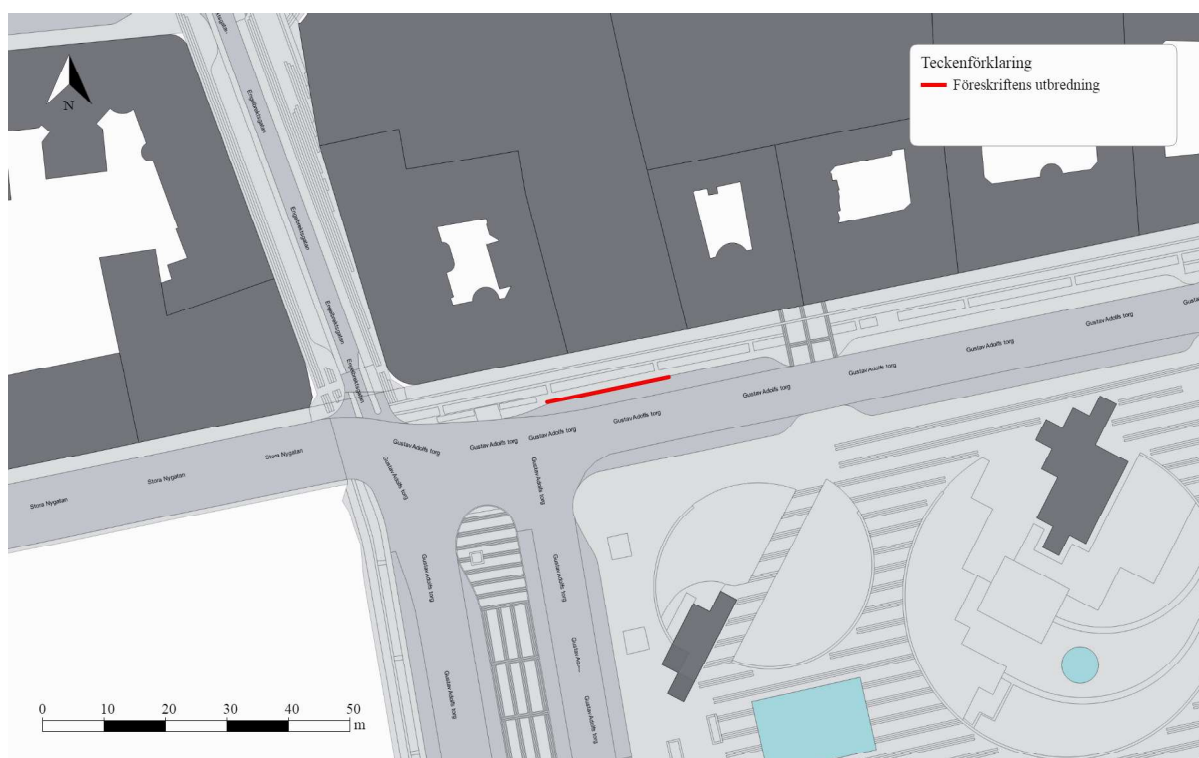 Teckenförklaring
Föreskriftens utbredning
N
Engelbrektsgatan
Engelbrektsgatan
Engelbrektsgatan
Engelbrektsgatan
Gustav Adolfs torg
Gustav Adolfs torg
Gustav Adolfs torg
Gustav Adolfs torg
Gustav Adolfs torg
Gustav Adolfs torg
Gustav Adolfs torg
Gustav Adolfs torg
Stora Nygatan
Stora Nygatan
Stora Nygatan
Gustav Adolfs torg
Gustav Adolfs torg
Gustav Adolfs torg
Gustav Adolfs torg
Gustav Adolfs torg
Gustav Adolfs torg
0 10 20 30 40 50
m